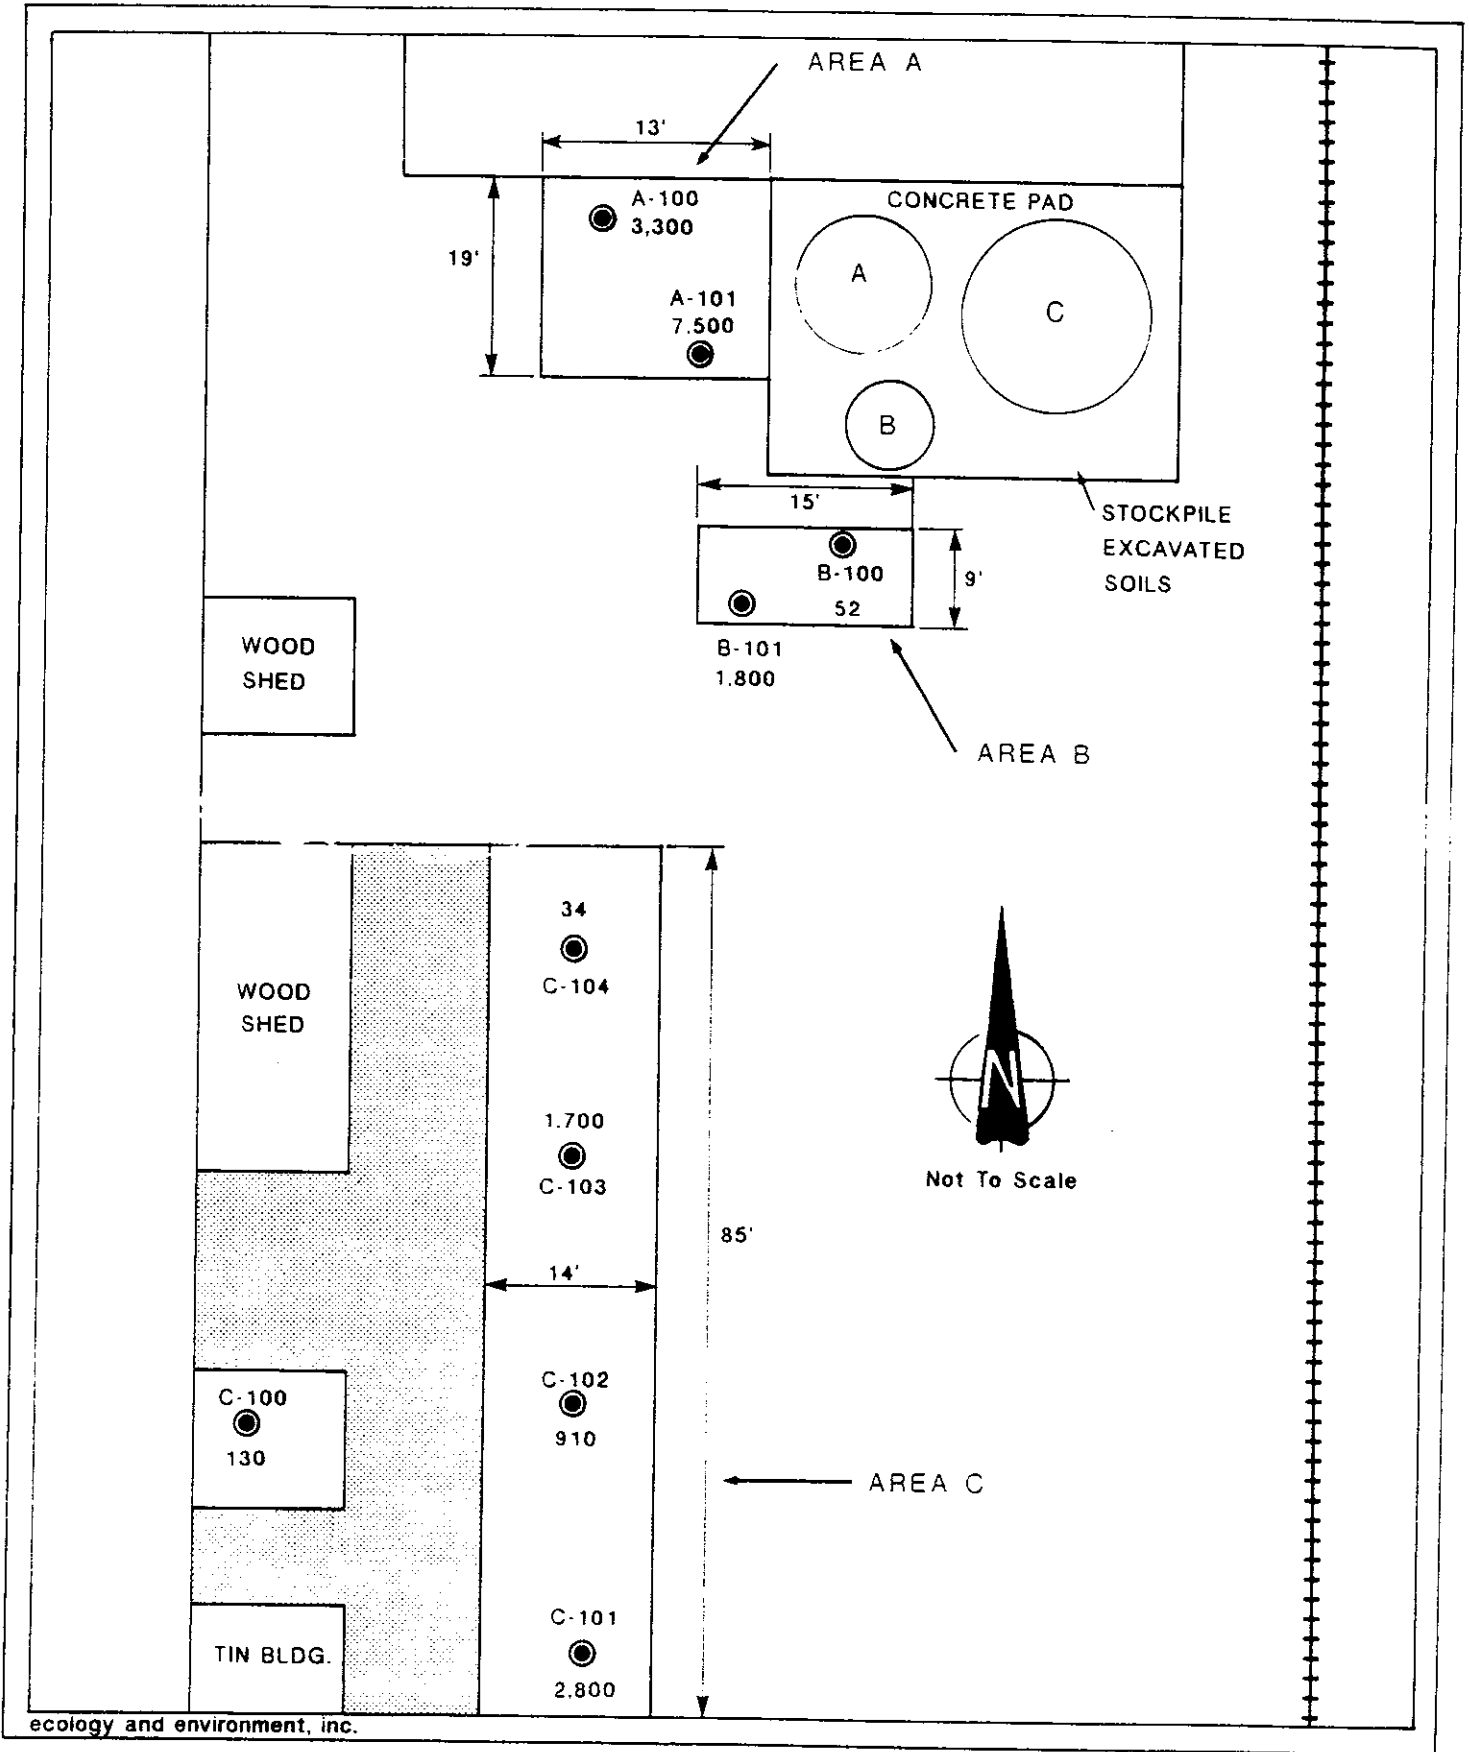 AREA A
13'
CONCRETE PAD
A-100
3,300
19'
A-101
7.500
A
C
B
15'
STOCKPILE
EXCAVATED
SOILS
B-100
52
9'
B-101
1.800
WOOD
SHED
AREA B
34
C-104
WOOD
SHED
1.700
C-103
N
Not To Scale
85'
14'
C-102
910
C-100
130
AREA C
C-101
2,800
TIN BLDG.
ecology and environment, inc.